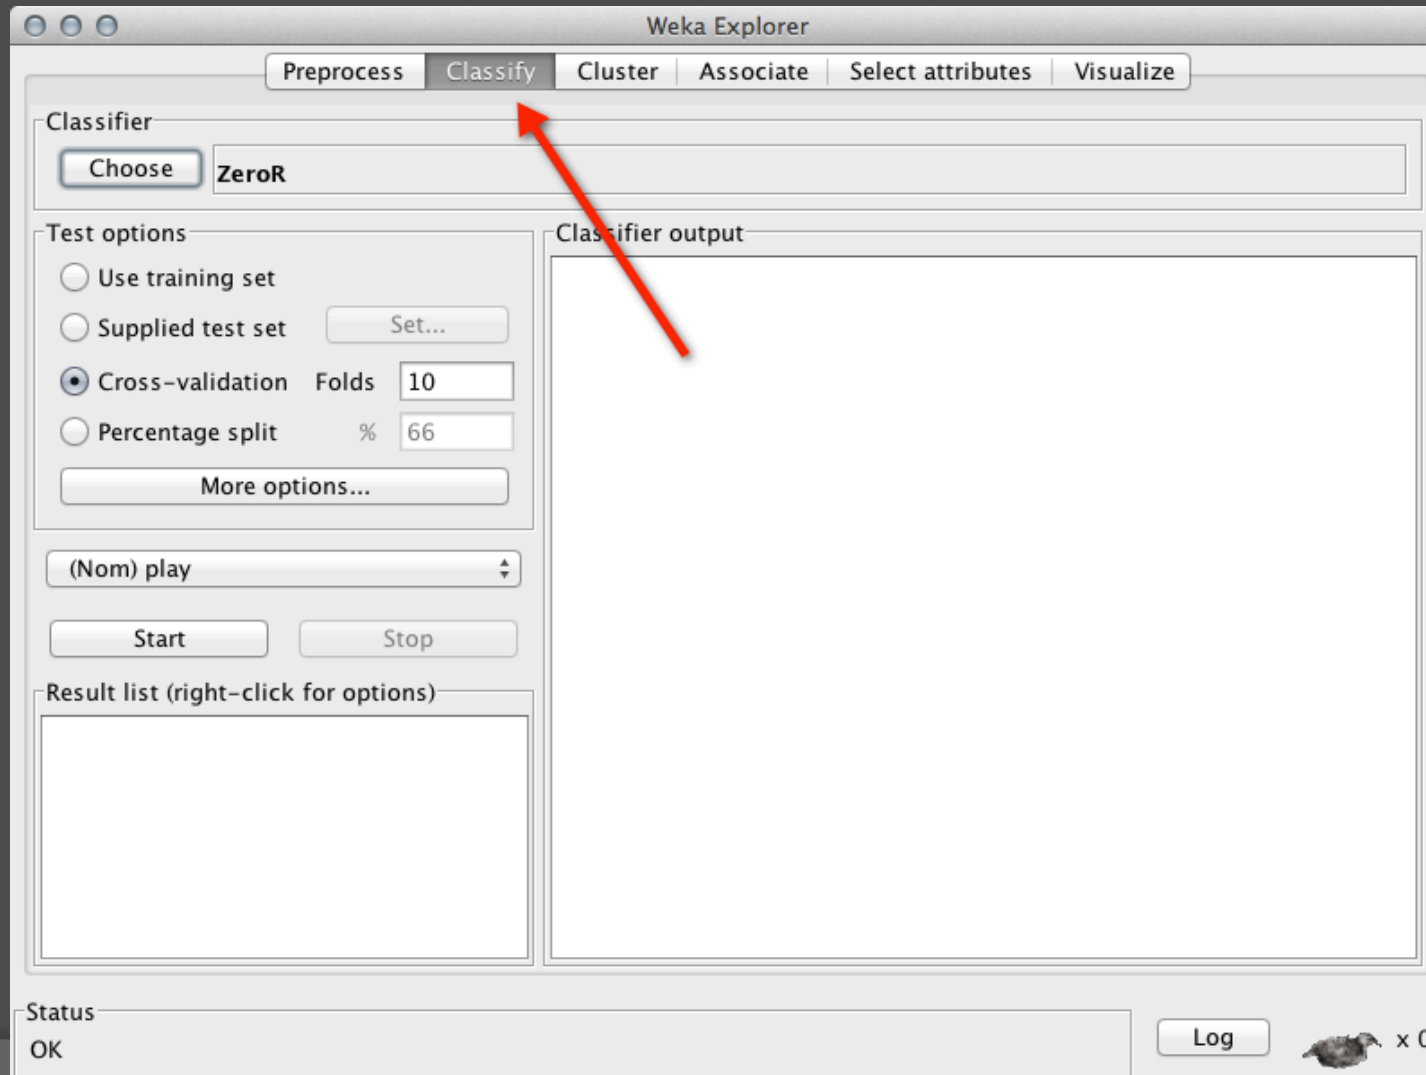 Weka Explorer
Preprocess Classify Cluster Associate Select attributes Visualize
Classifier
Choose ZeroR
Test options
Use training set
Supplied test set Set...
Cross-validation Folds 10
Percentage split % 66
More options...
(Nom) play
Start Stop
Result list (right-click for options)
Classifier output
Status
OK
Log x 0